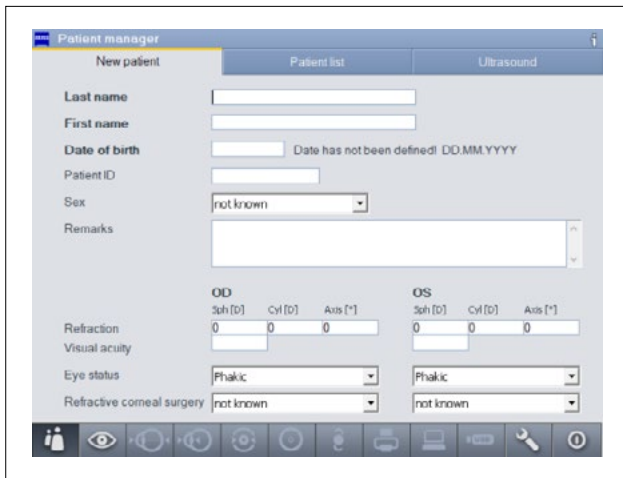 ZEISS Patient manager
New patient Patient list Ultrasound
Last name
First name
Date of birth Date has not been defined! DD.MM.YYYY
Patient ID
Sex not known
Remarks
OD OS
Sph [D] Cyl [D] Axis [°] Sph [D] Cyl [D] Axis [°]
Refraction 0 0 0 0 0 0
Visual acuity
Eye status Phakic Phakic
Refractive corneal surgery not known not known